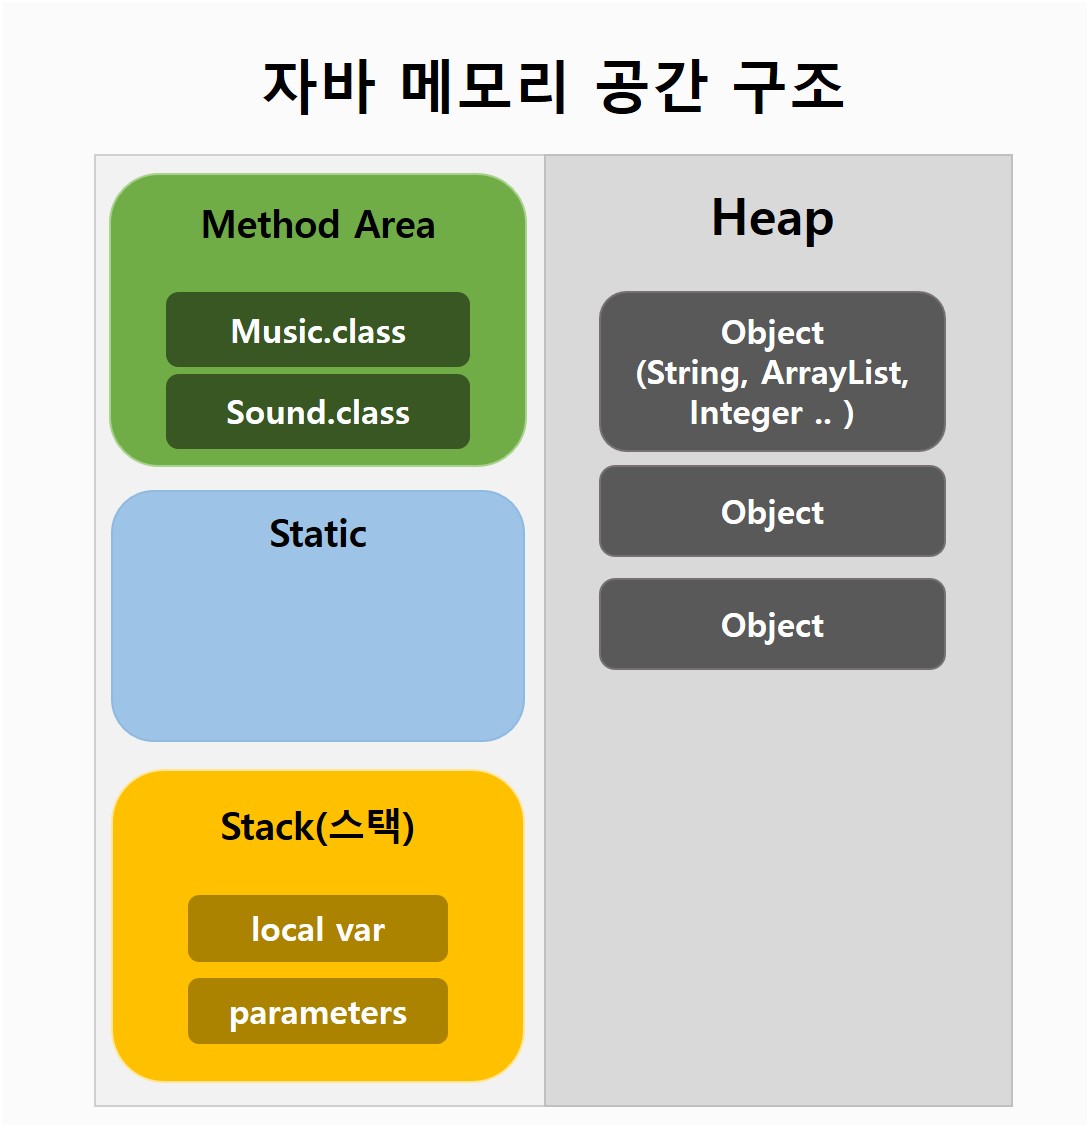 자바 메모리 공간 구조
Method Area
Music.class
Sound.class
Static
Stack(스택)
local var
parameters
Heap
Object
(String, ArrayList,
Integer .. )
Object
Object